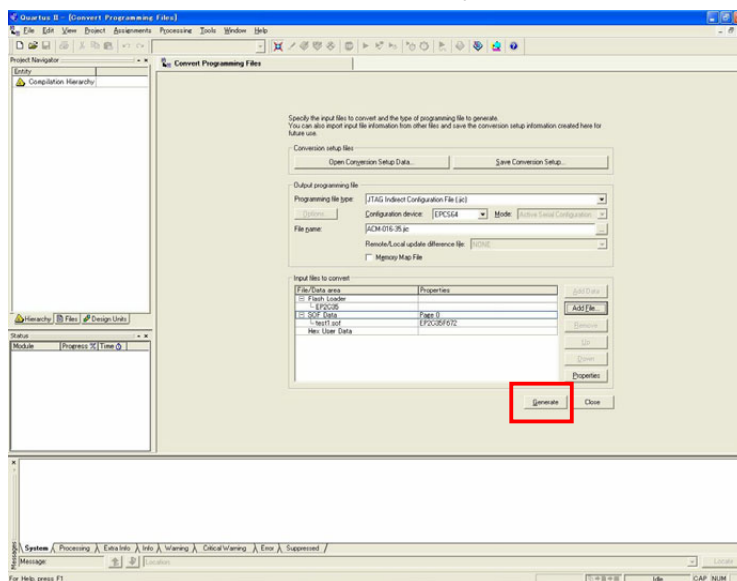 Quartus II - [Convert Programming Files]
File Edit View Project Assignments Processing Tools Window Help
Project Navigator
Entity
Compilation Hierarchy
Hierarchy Files Design Units
Status
Module Progress % Time
Convert Programming Files
Specify the input files to convert and the type of programming file to generate.
You can also import input file information from other files and save the conversion setup information created here for
future use.
Conversion setup files
Open Conversion Setup Data... Save Conversion Setup...
Output programming file
Programming file type: JTAG Indirect Configuration File (.jic)
Options... Configuration device: EPCS64 Mode: Active Serial Configuration
File name: ACM-016-35.jic ...
Remote/Local update difference file: NONE
Memory Map File
Input files to convert
File/Data area Properties
Flash Loader
EP2C35
SOF Data Page 0
test1.sof EP2C35F672
Hex User Data
Add Data
Add File...
Remove
Up
Down
Properties
Generate Close
Messages
System Processing Extra Info Info Warning Critical Warning Error Suppressed
Message: Location: Locate
For Help, press F1 Idle CAP NUM